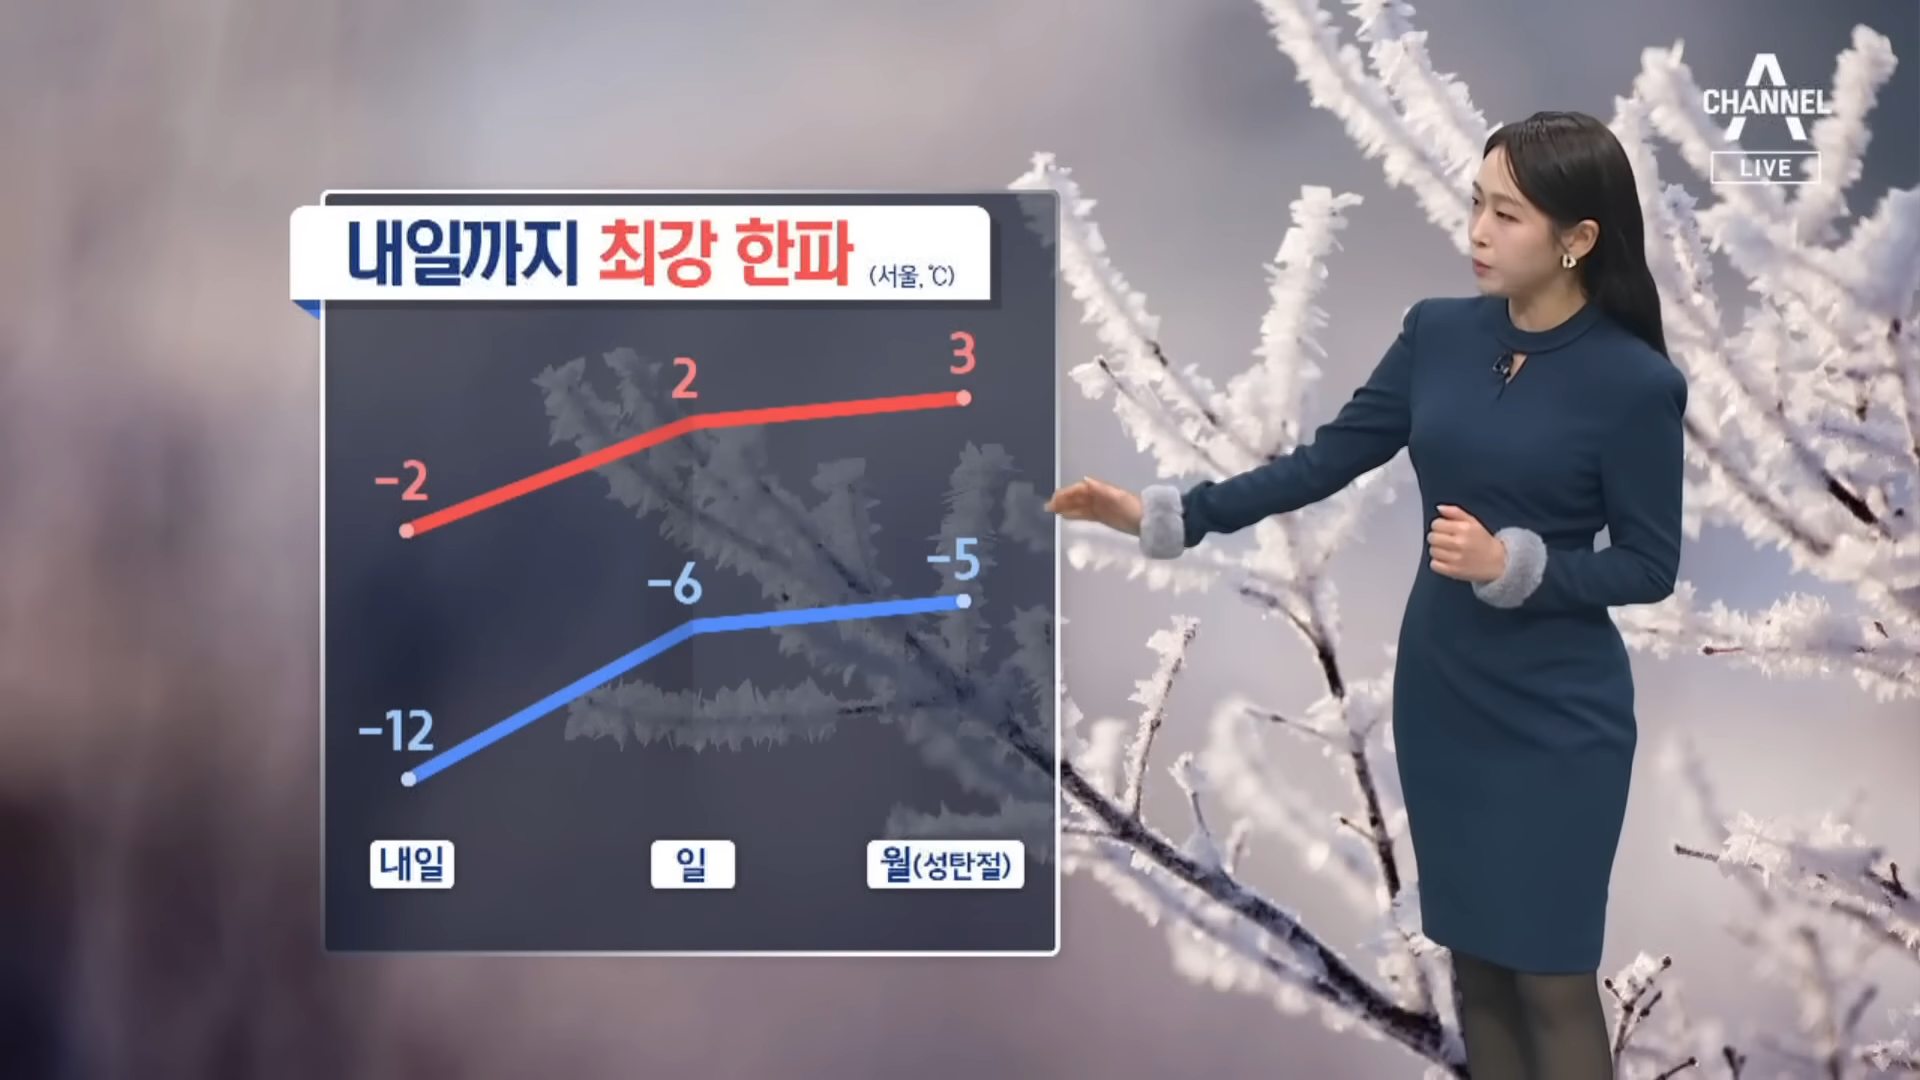 CHANNEL A
LIVE
내일까지 최강 한파 (서울, ℃)
-2 2 3
-12 -6 -5
내일 일 월(성탄절)